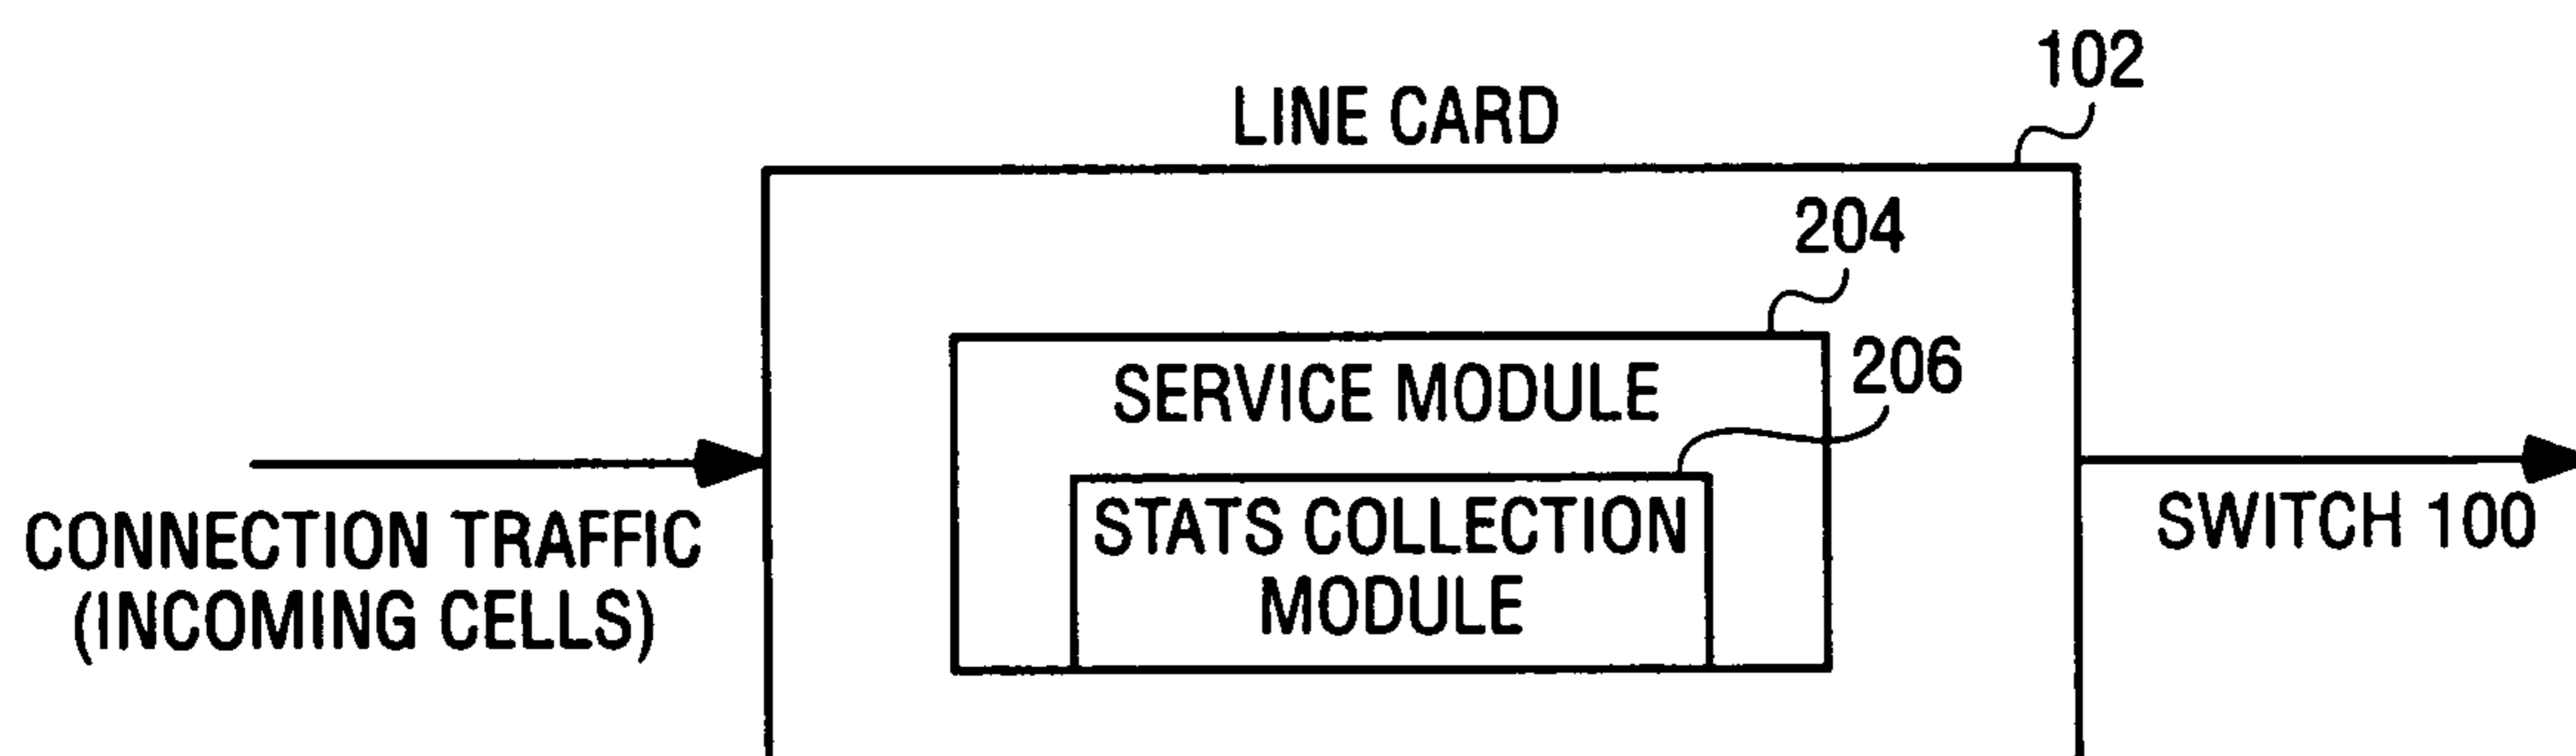 102
LINE CARD
204
SERVICE MODULE
206
STATS COLLECTION
MODULE
CONNECTION TRAFFIC
(INCOMING CELLS)
SWITCH 100